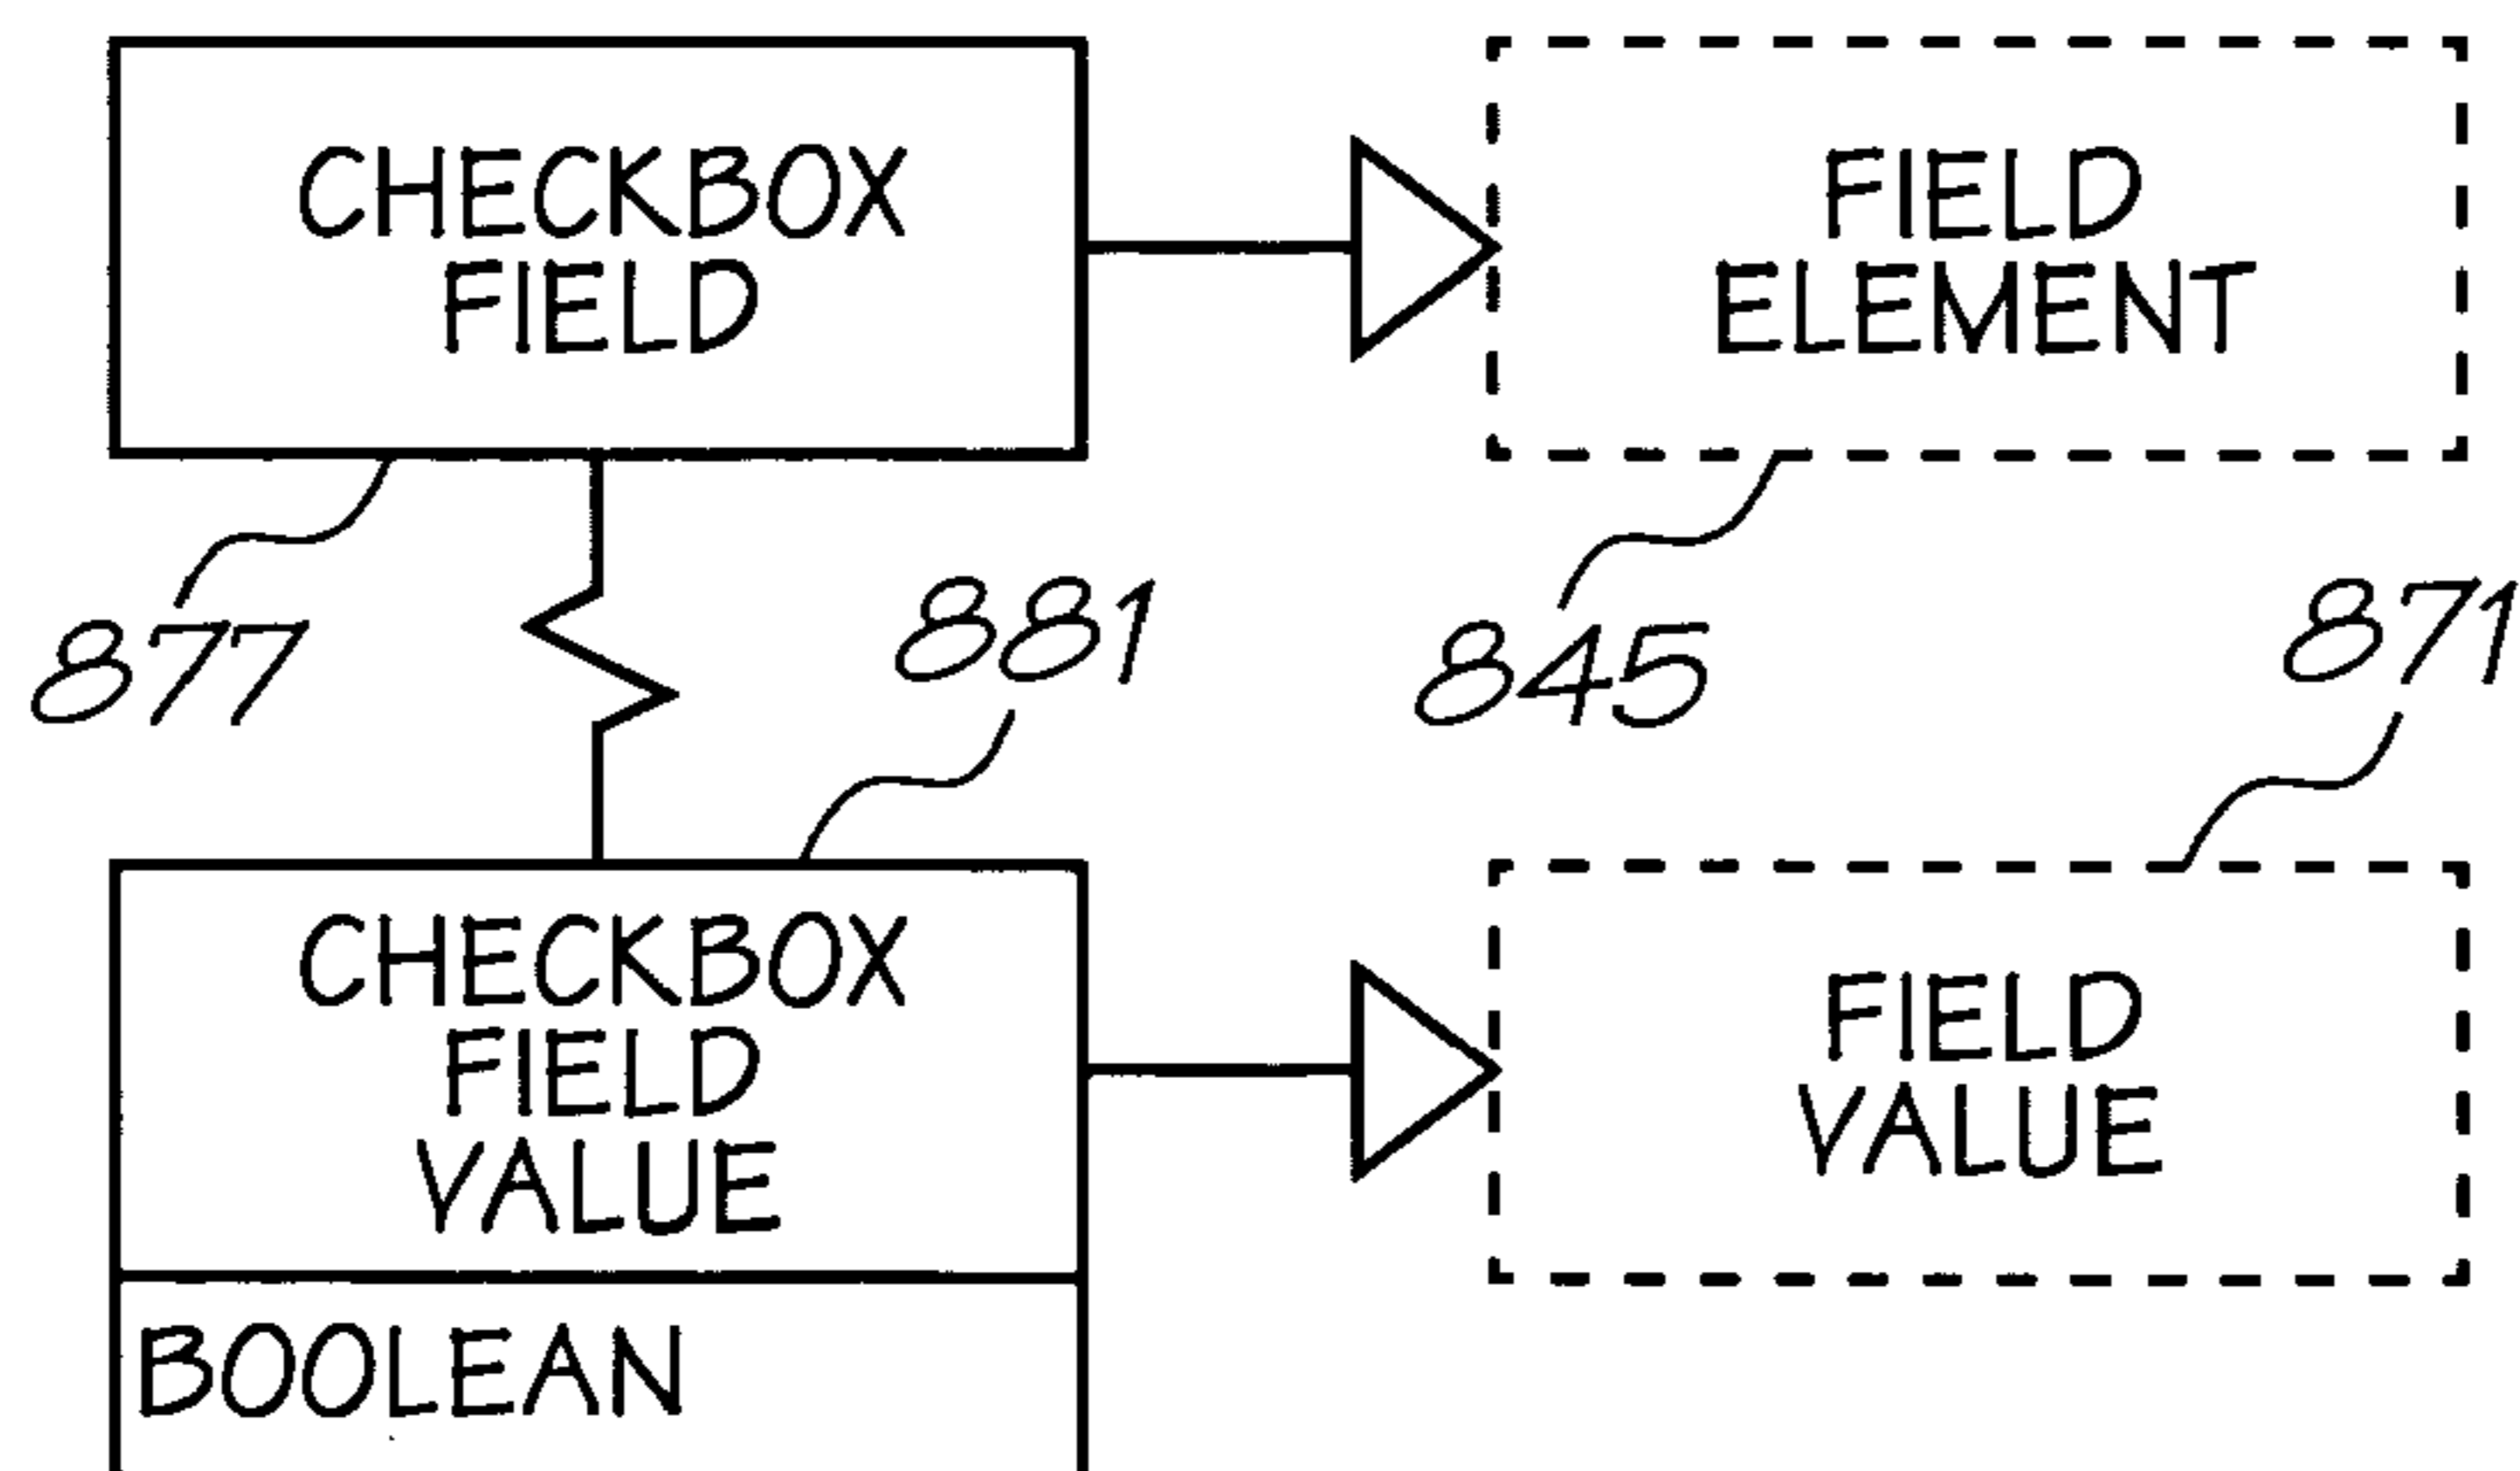 CHECKBOX
FIELD
FIELD
ELEMENT
877
881
845
871
CHECKBOX
FIELD
VALUE
FIELD
VALUE
BOOLEAN